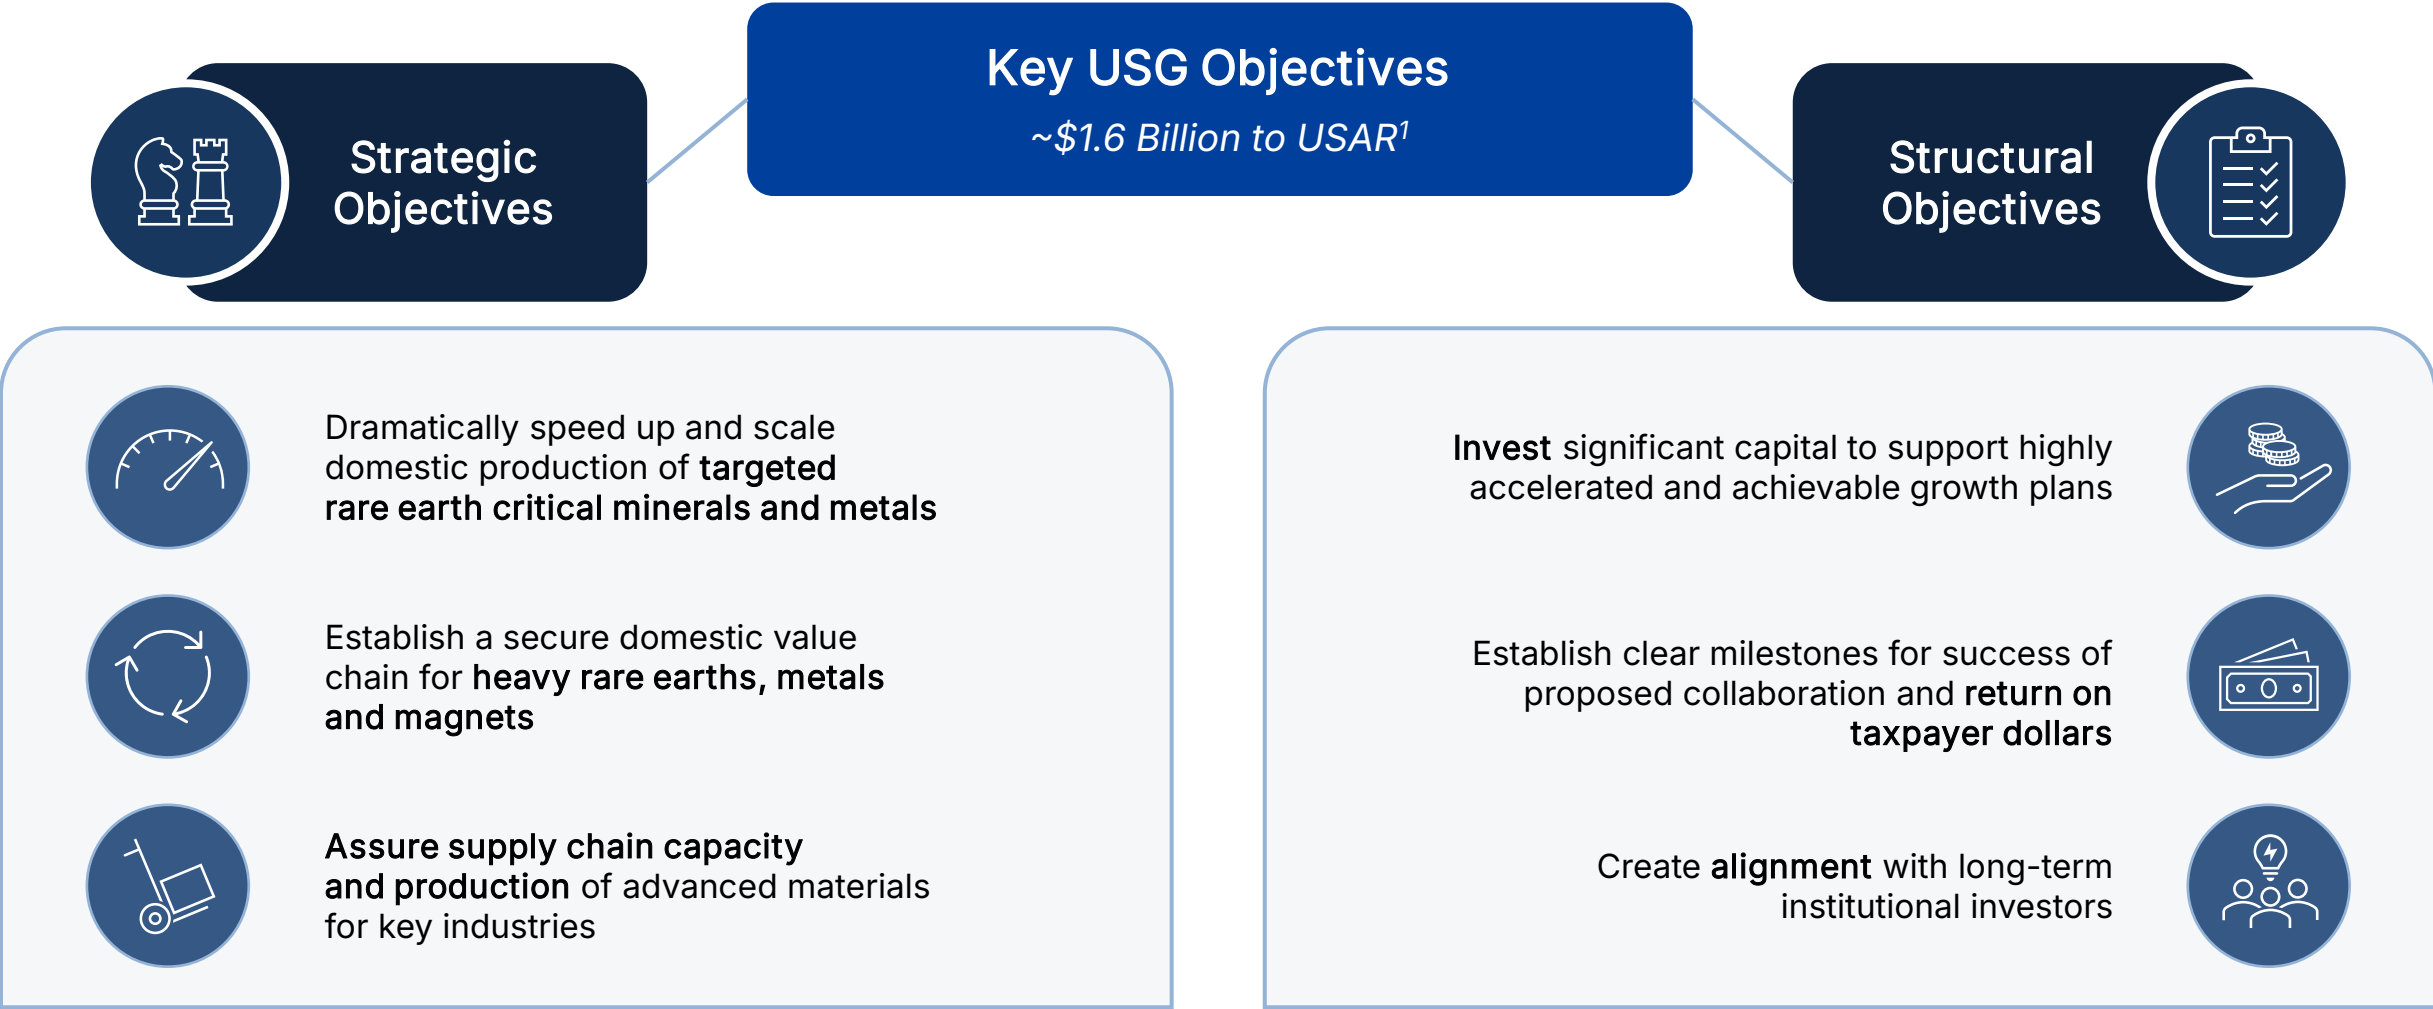 Key USG Objectives
~$1.6 Billion to USAR¹
Strategic
Objectives
Dramatically speed up and scale
domestic production of targeted
rare earth critical minerals and metals
Establish a secure domestic value
chain for heavy rare earths, metals
and magnets
Assure supply chain capacity
and production of advanced materials
for key industries
Structural
Objectives
Invest significant capital to support highly
accelerated and achievable growth plans
Establish clear milestones for success of
proposed collaboration and return on
taxpayer dollars
Create alignment with long-term
institutional investors